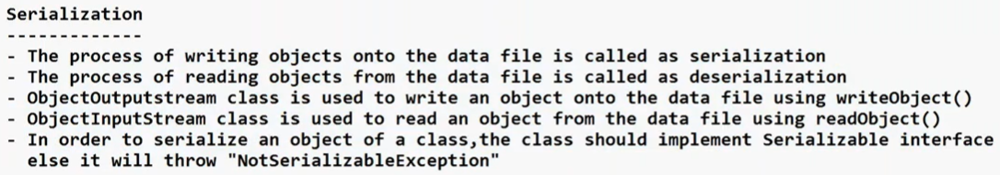 Serialization
-------------
- The process of writing objects onto the data file is called as serialization
- The process of reading objects from the data file is called as deserialization
- ObjectOutputstream class is used to write an object onto the data file using writeObject()
- ObjectInputStream class is used to read an object from the data file using readObject()
- In order to serialize an object of a class,the class should implement Serializable interface
else it will throw "NotSerializableException"